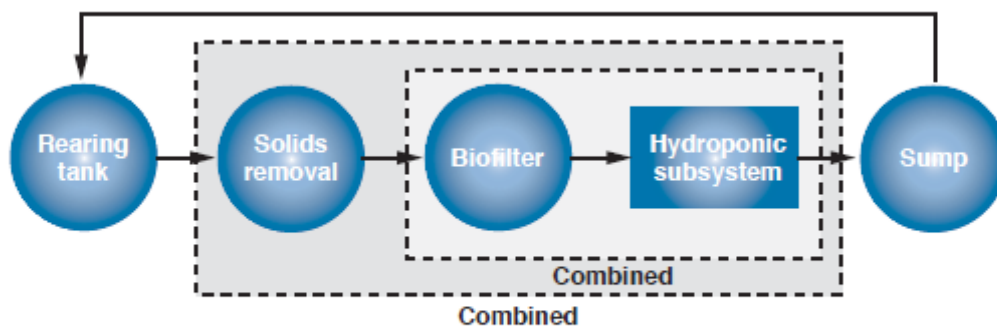 Rearing
tank
Solids
removal
Biofilter
Hydroponic
subsystem
Sump
Combined
Combined